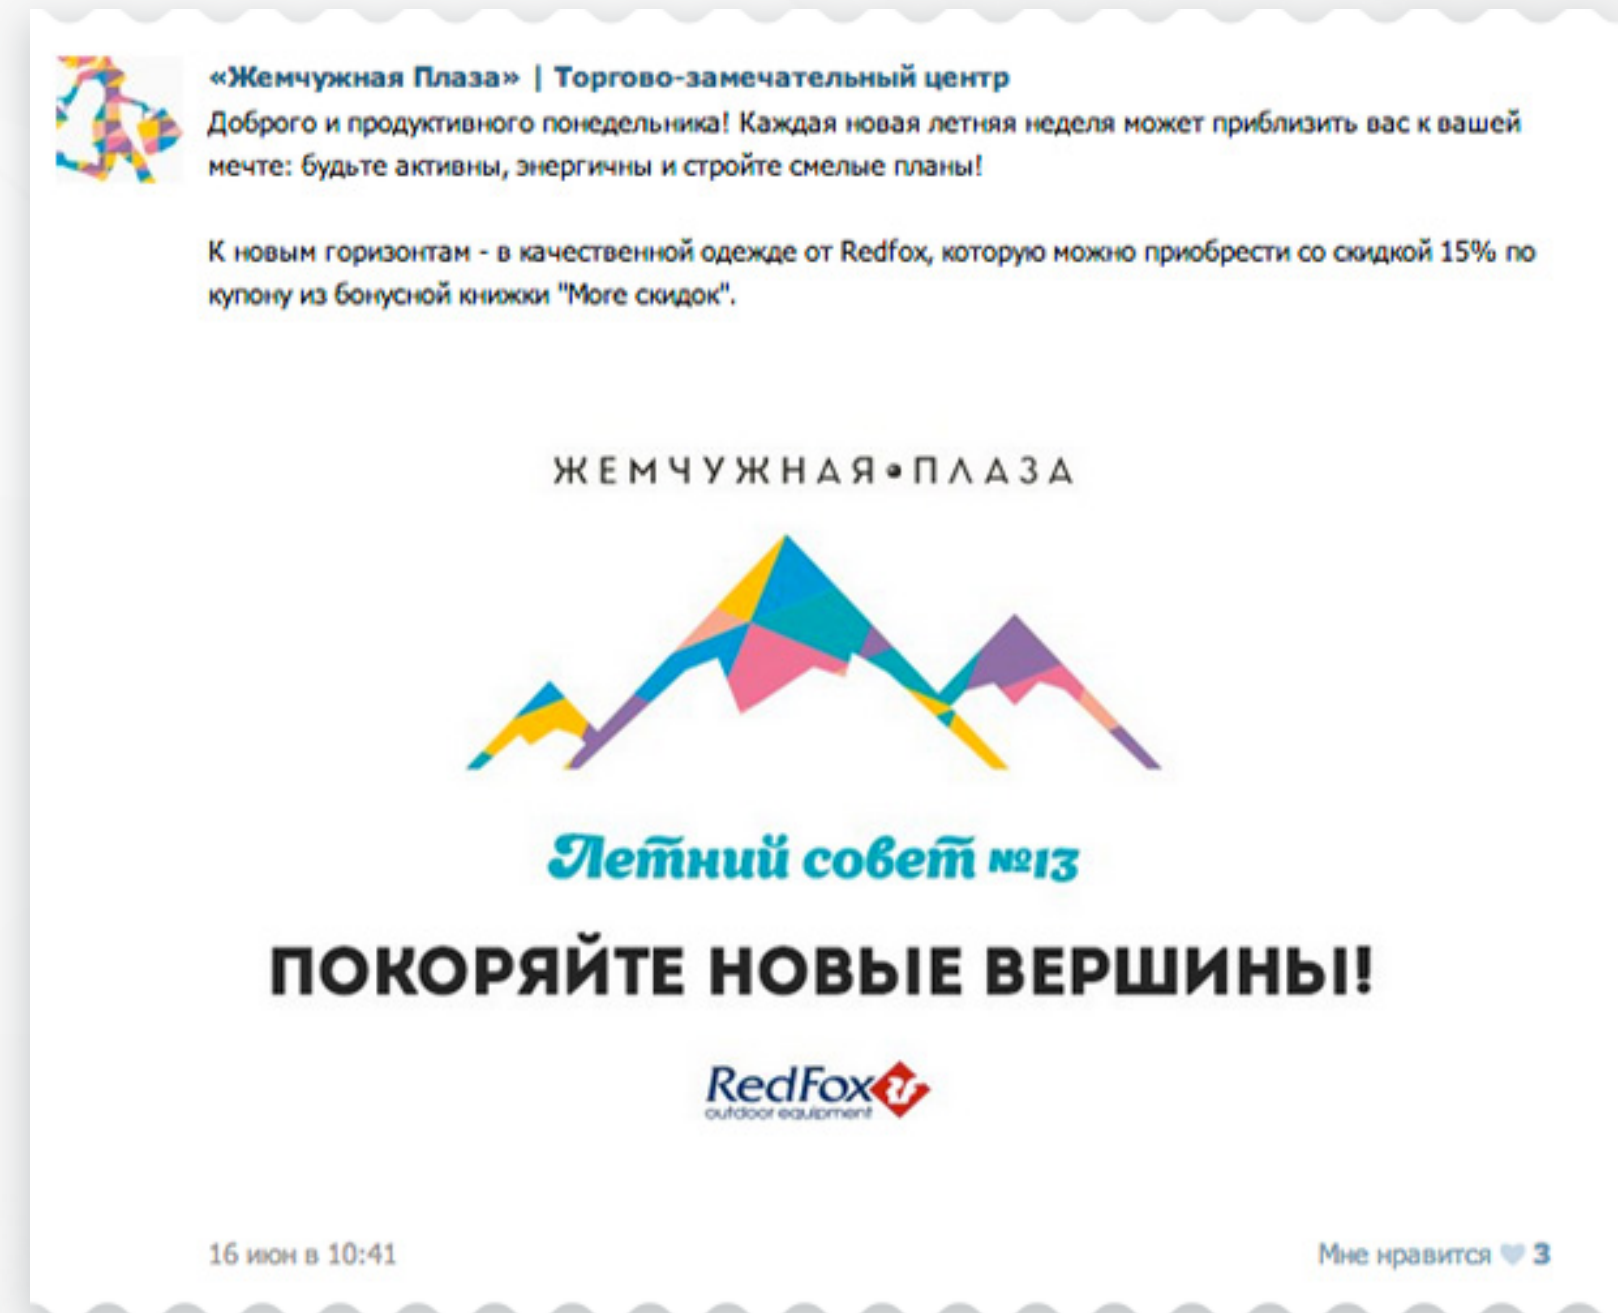 «Жемчужная Плаза» | Торгово-замечательный центр
Доброго и продуктивного понедельника! Каждая новая летняя неделя может приблизить вас к вашей
мечте: будьте активны, энергичны и стройте смелые планы!
К новым горизонтам - в качественной одежде от Redfox, которую можно приобрести со скидкой 15% по
купону из бонусной книжки "More скидок".
ЖЕМЧУЖНАЯ•ПЛАЗА
Летний совет №13
ПОКОРЯЙТЕ НОВЫЕ ВЕРШИНЫ!
RedFox
outdoor equipment
16 июн в 10:41
Мне нравится 3